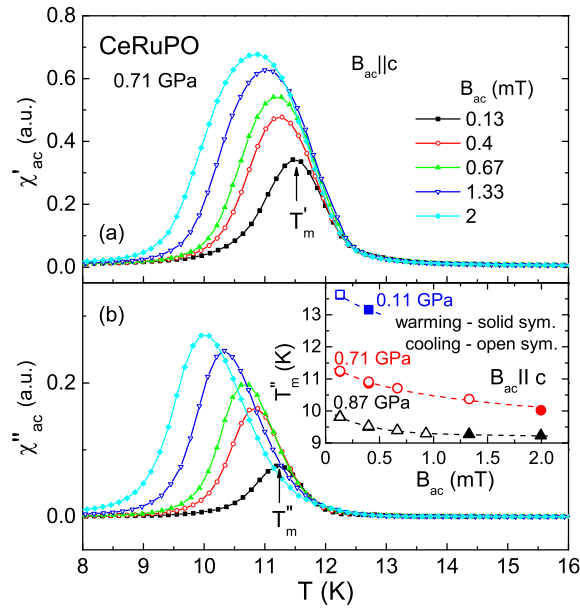 CeRuPO
0.71 GPa
B_ac||c
B_ac (mT)
0.13
0.4
0.67
1.33
2
T'_m
(a)
χ'_ac (a.u.)
0.8
0.6
0.4
0.2
0.0
(b)
χ''_ac (a.u.)
0.2
0.0
T''_m
0.11 GPa
warming - solid sym.
cooling - open sym.
0.71 GPa
B_ac|| c
0.87 GPa
T''_m (K)
13
12
11
10
9
0.0
0.5
1.0
1.5
2.0
B_ac (mT)
8
9
10
11
12
13
14
15
16
T (K)